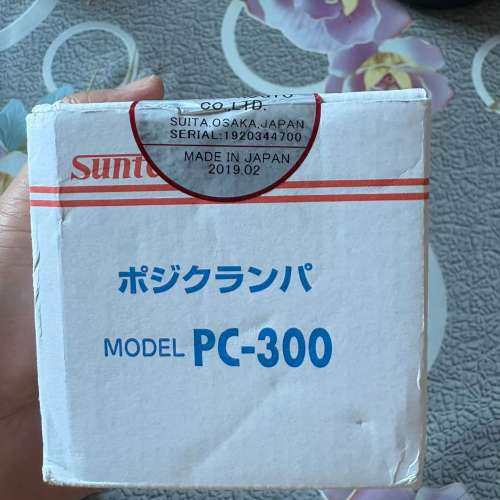 CO.,LTD.
SUITA,OSAKA,JAPAN
SERIAL:1920344700
MADE IN JAPAN
2019.02
ポジクランパ
MODEL PC-300